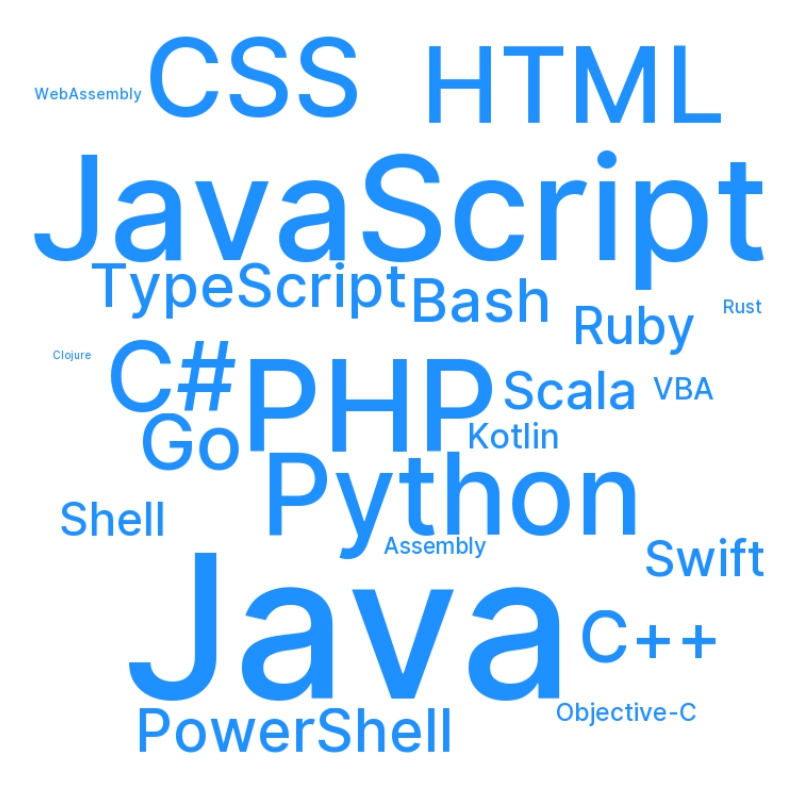 CSS
HTML
WebAssembly
JavaScript
TypeScript
Bash
Ruby
Rust
Clojure
C#
PHP
Scala
VBA
Go
Kotlin
Python
Shell
Assembly
Swift
Java
C++
Objective-C
PowerShell